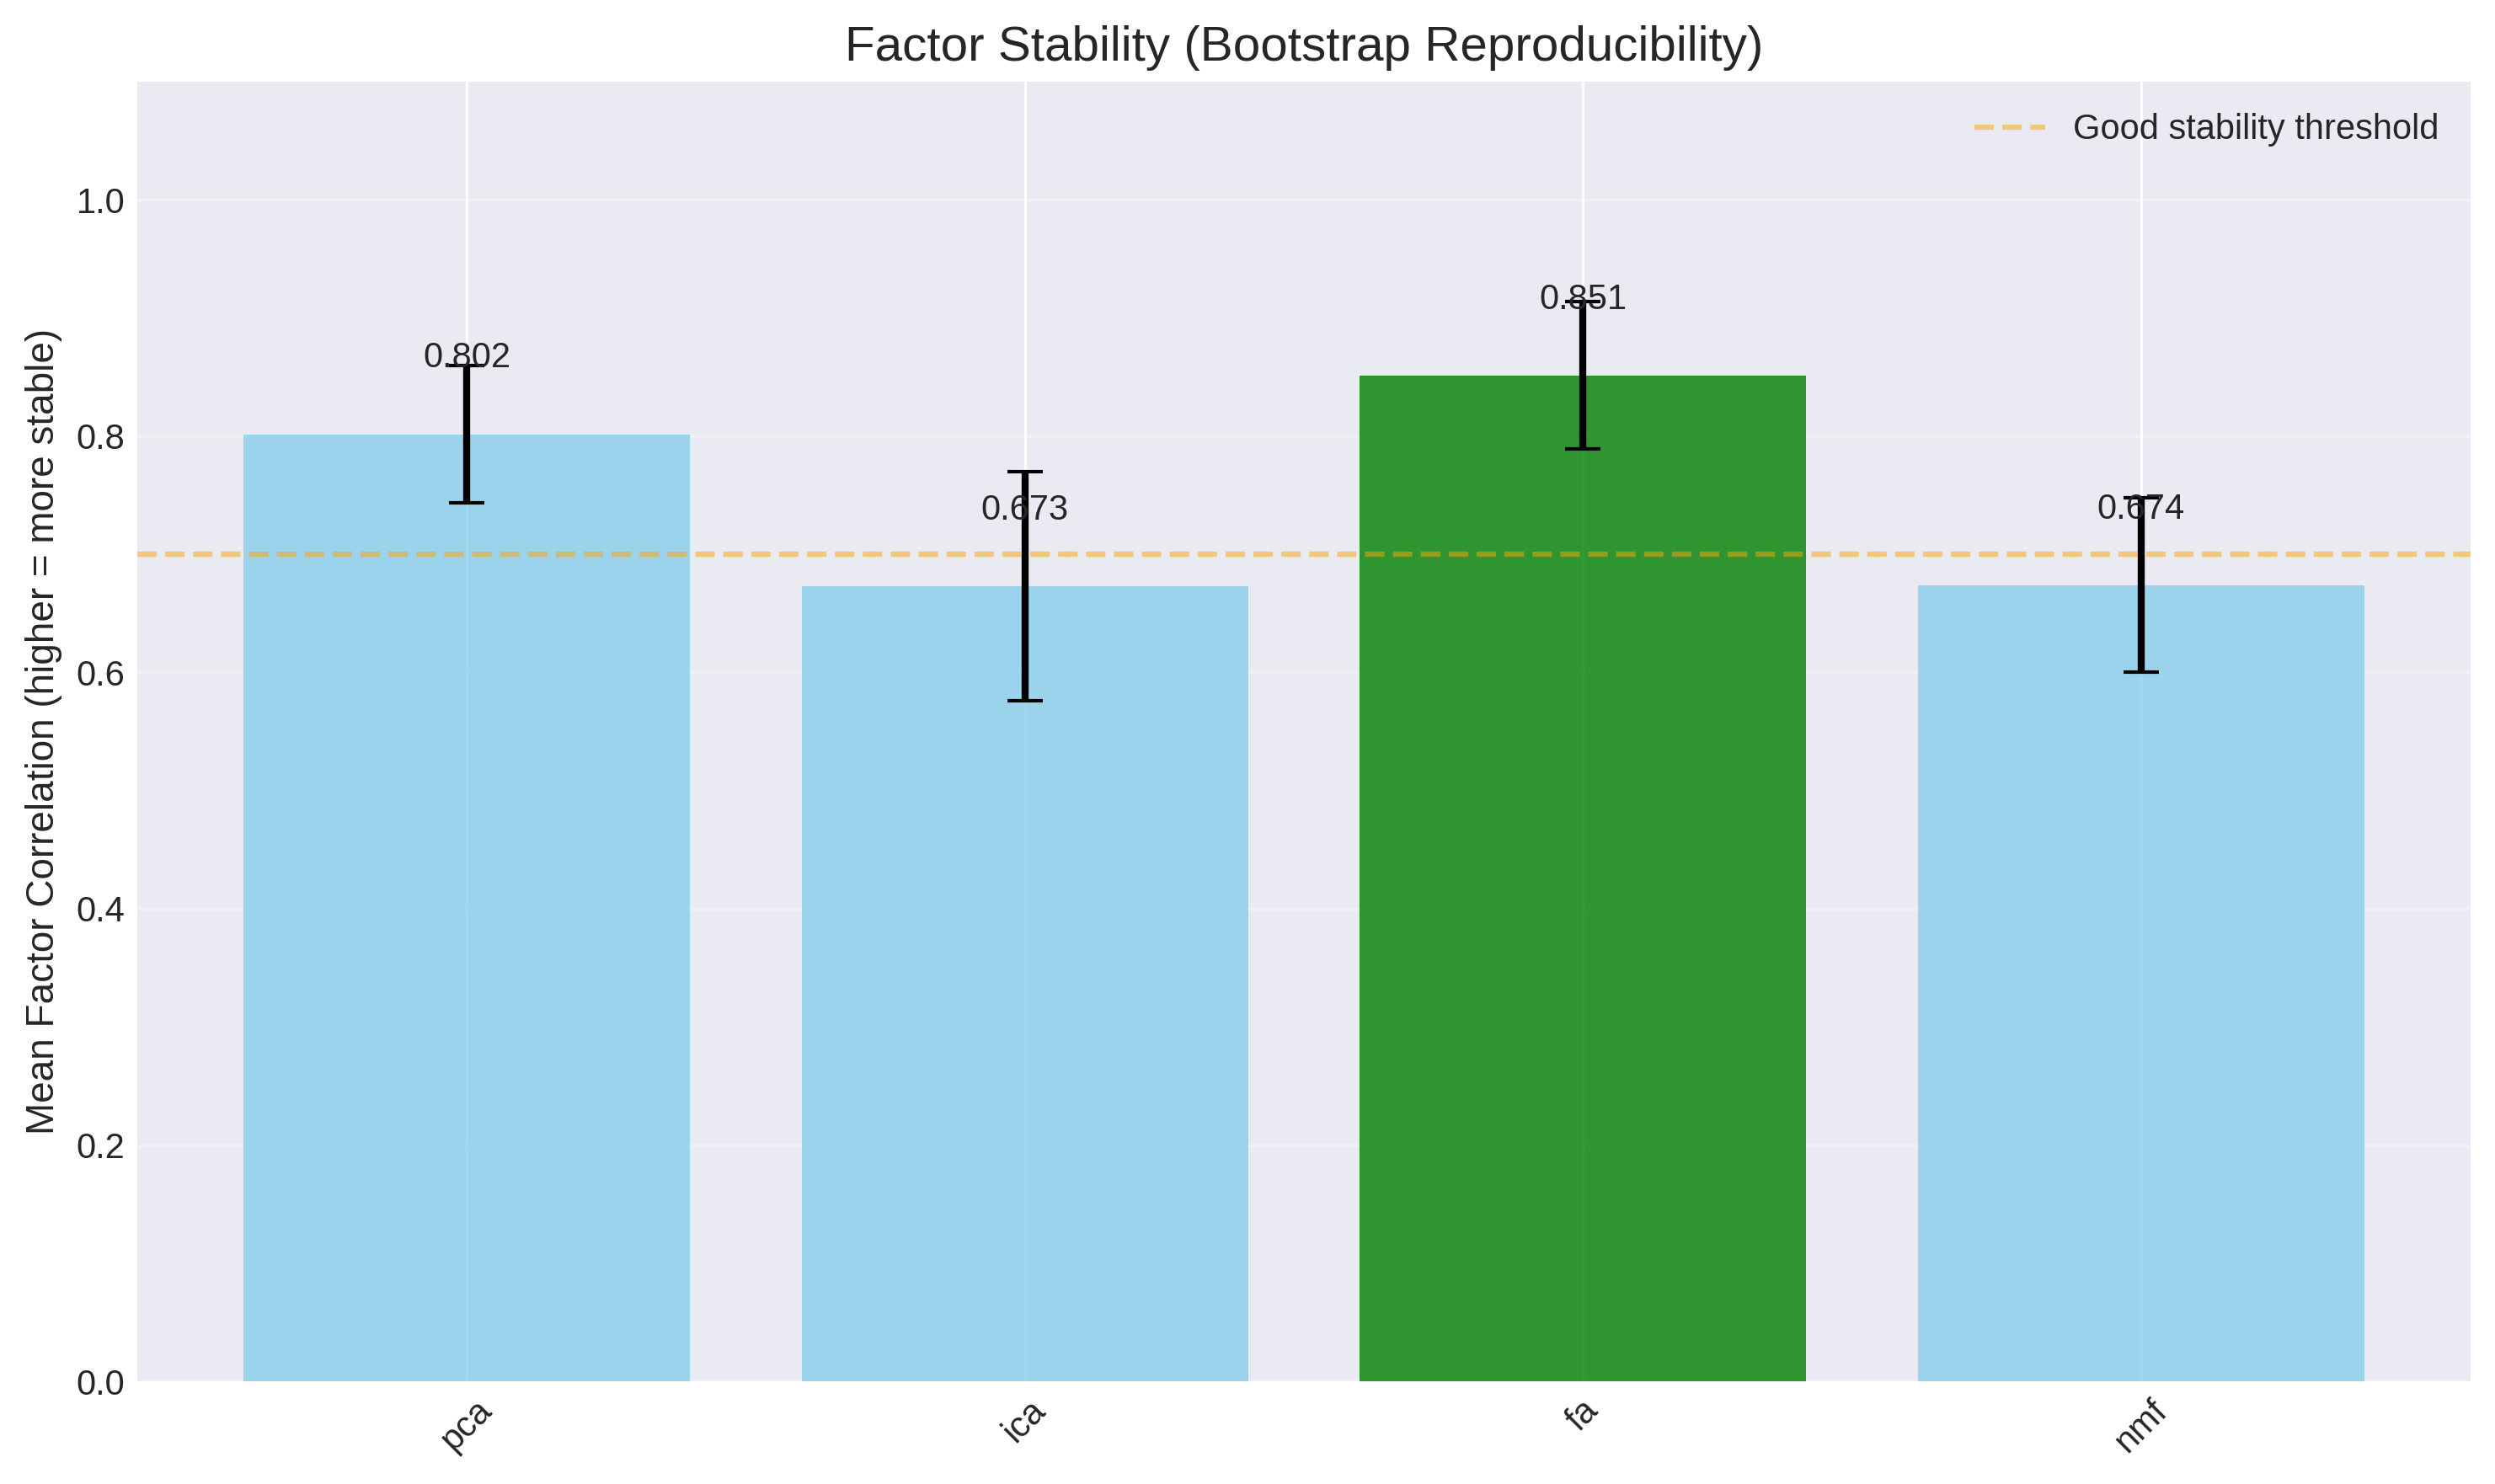 Factor Stability (Bootstrap Reproducibility)
Good stability threshold
Mean Factor Correlation (higher = more stable)
1.0
0.8
0.6
0.4
0.2
0.0
0.802
0.673
0.851
0.674
pca
ica
fa
nmf